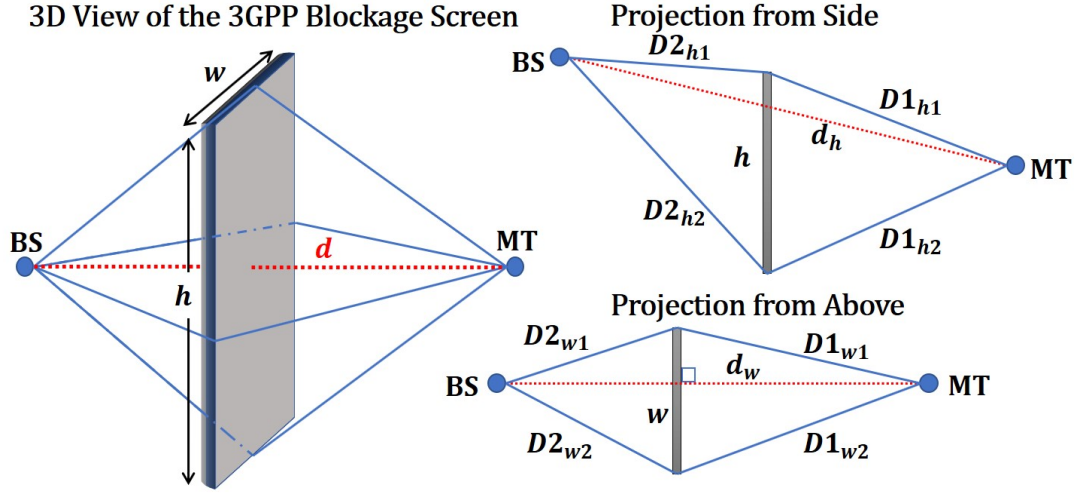 3D View of the 3GPP Blockage Screen
w
BS
d
MT
h
Projection from Side
BS
D2h1
D1h1
dh
h
MT
D2h2
D1h2
Projection from Above
D2w1
D1w1
dw
BS
MT
w
D2w2
D1w2